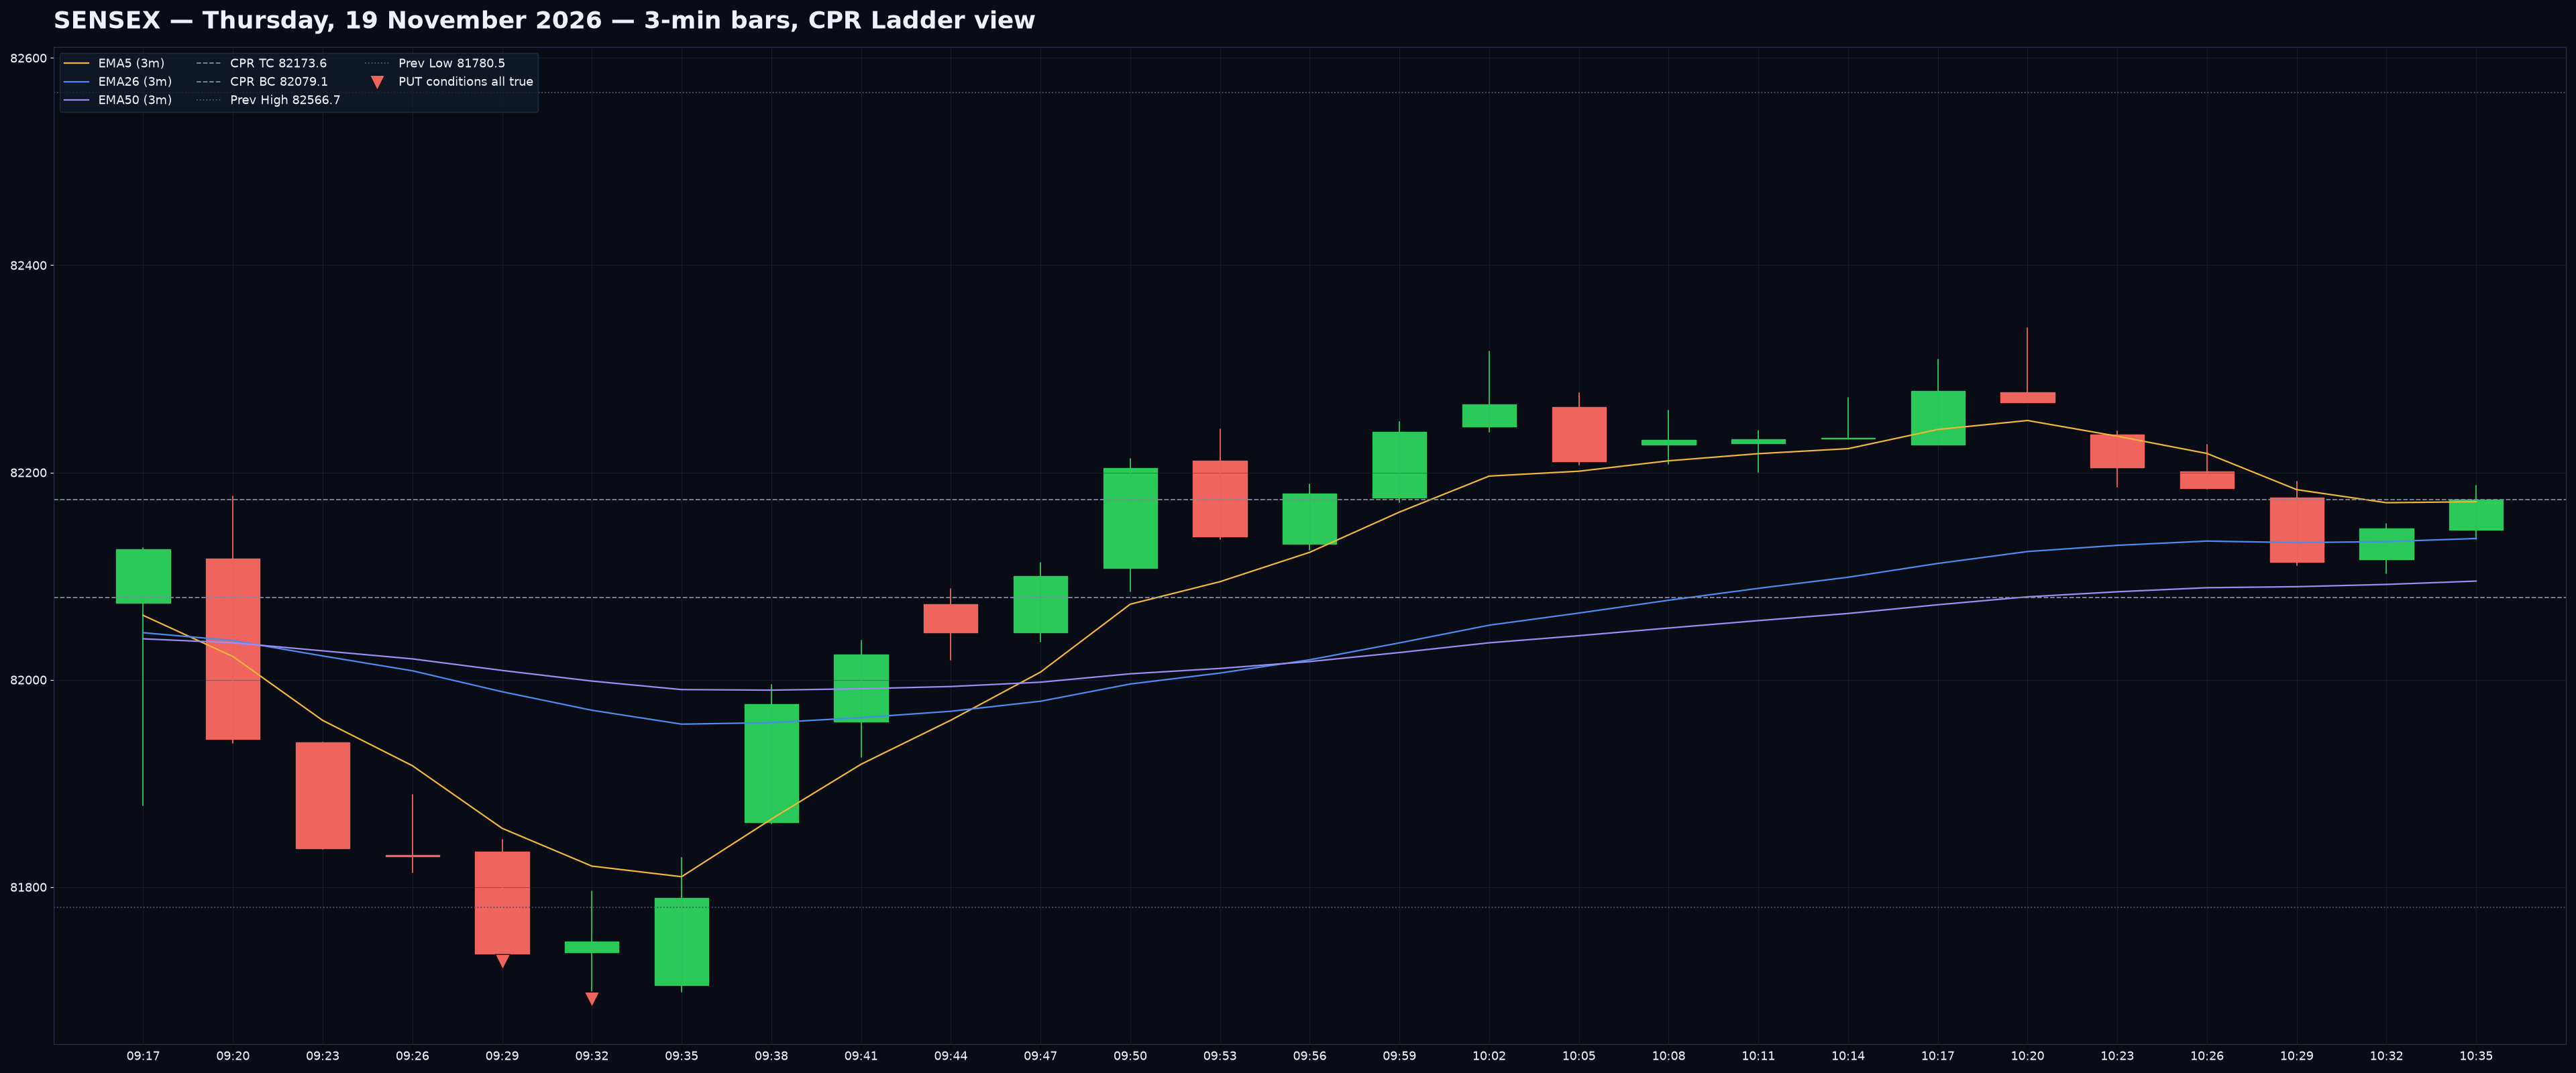 SENSEX — Thursday, 19 November 2026 — 3-min bars, CPR Ladder view
EMA5 (3m)
EMA26 (3m)
EMA50 (3m)
CPR TC 82173.6
CPR BC 82079.1
Prev High 82566.7
Prev Low 81780.5
PUT conditions all true
82600
82400
82200
82000
81800
09:17 09:20 09:23 09:26 09:29 09:32 09:35 09:38 09:41 09:44 09:47 09:50 09:53 09:56 09:59 10:02 10:05 10:08 10:11 10:14 10:17 10:20 10:23 10:26 10:29 10:32 10:35